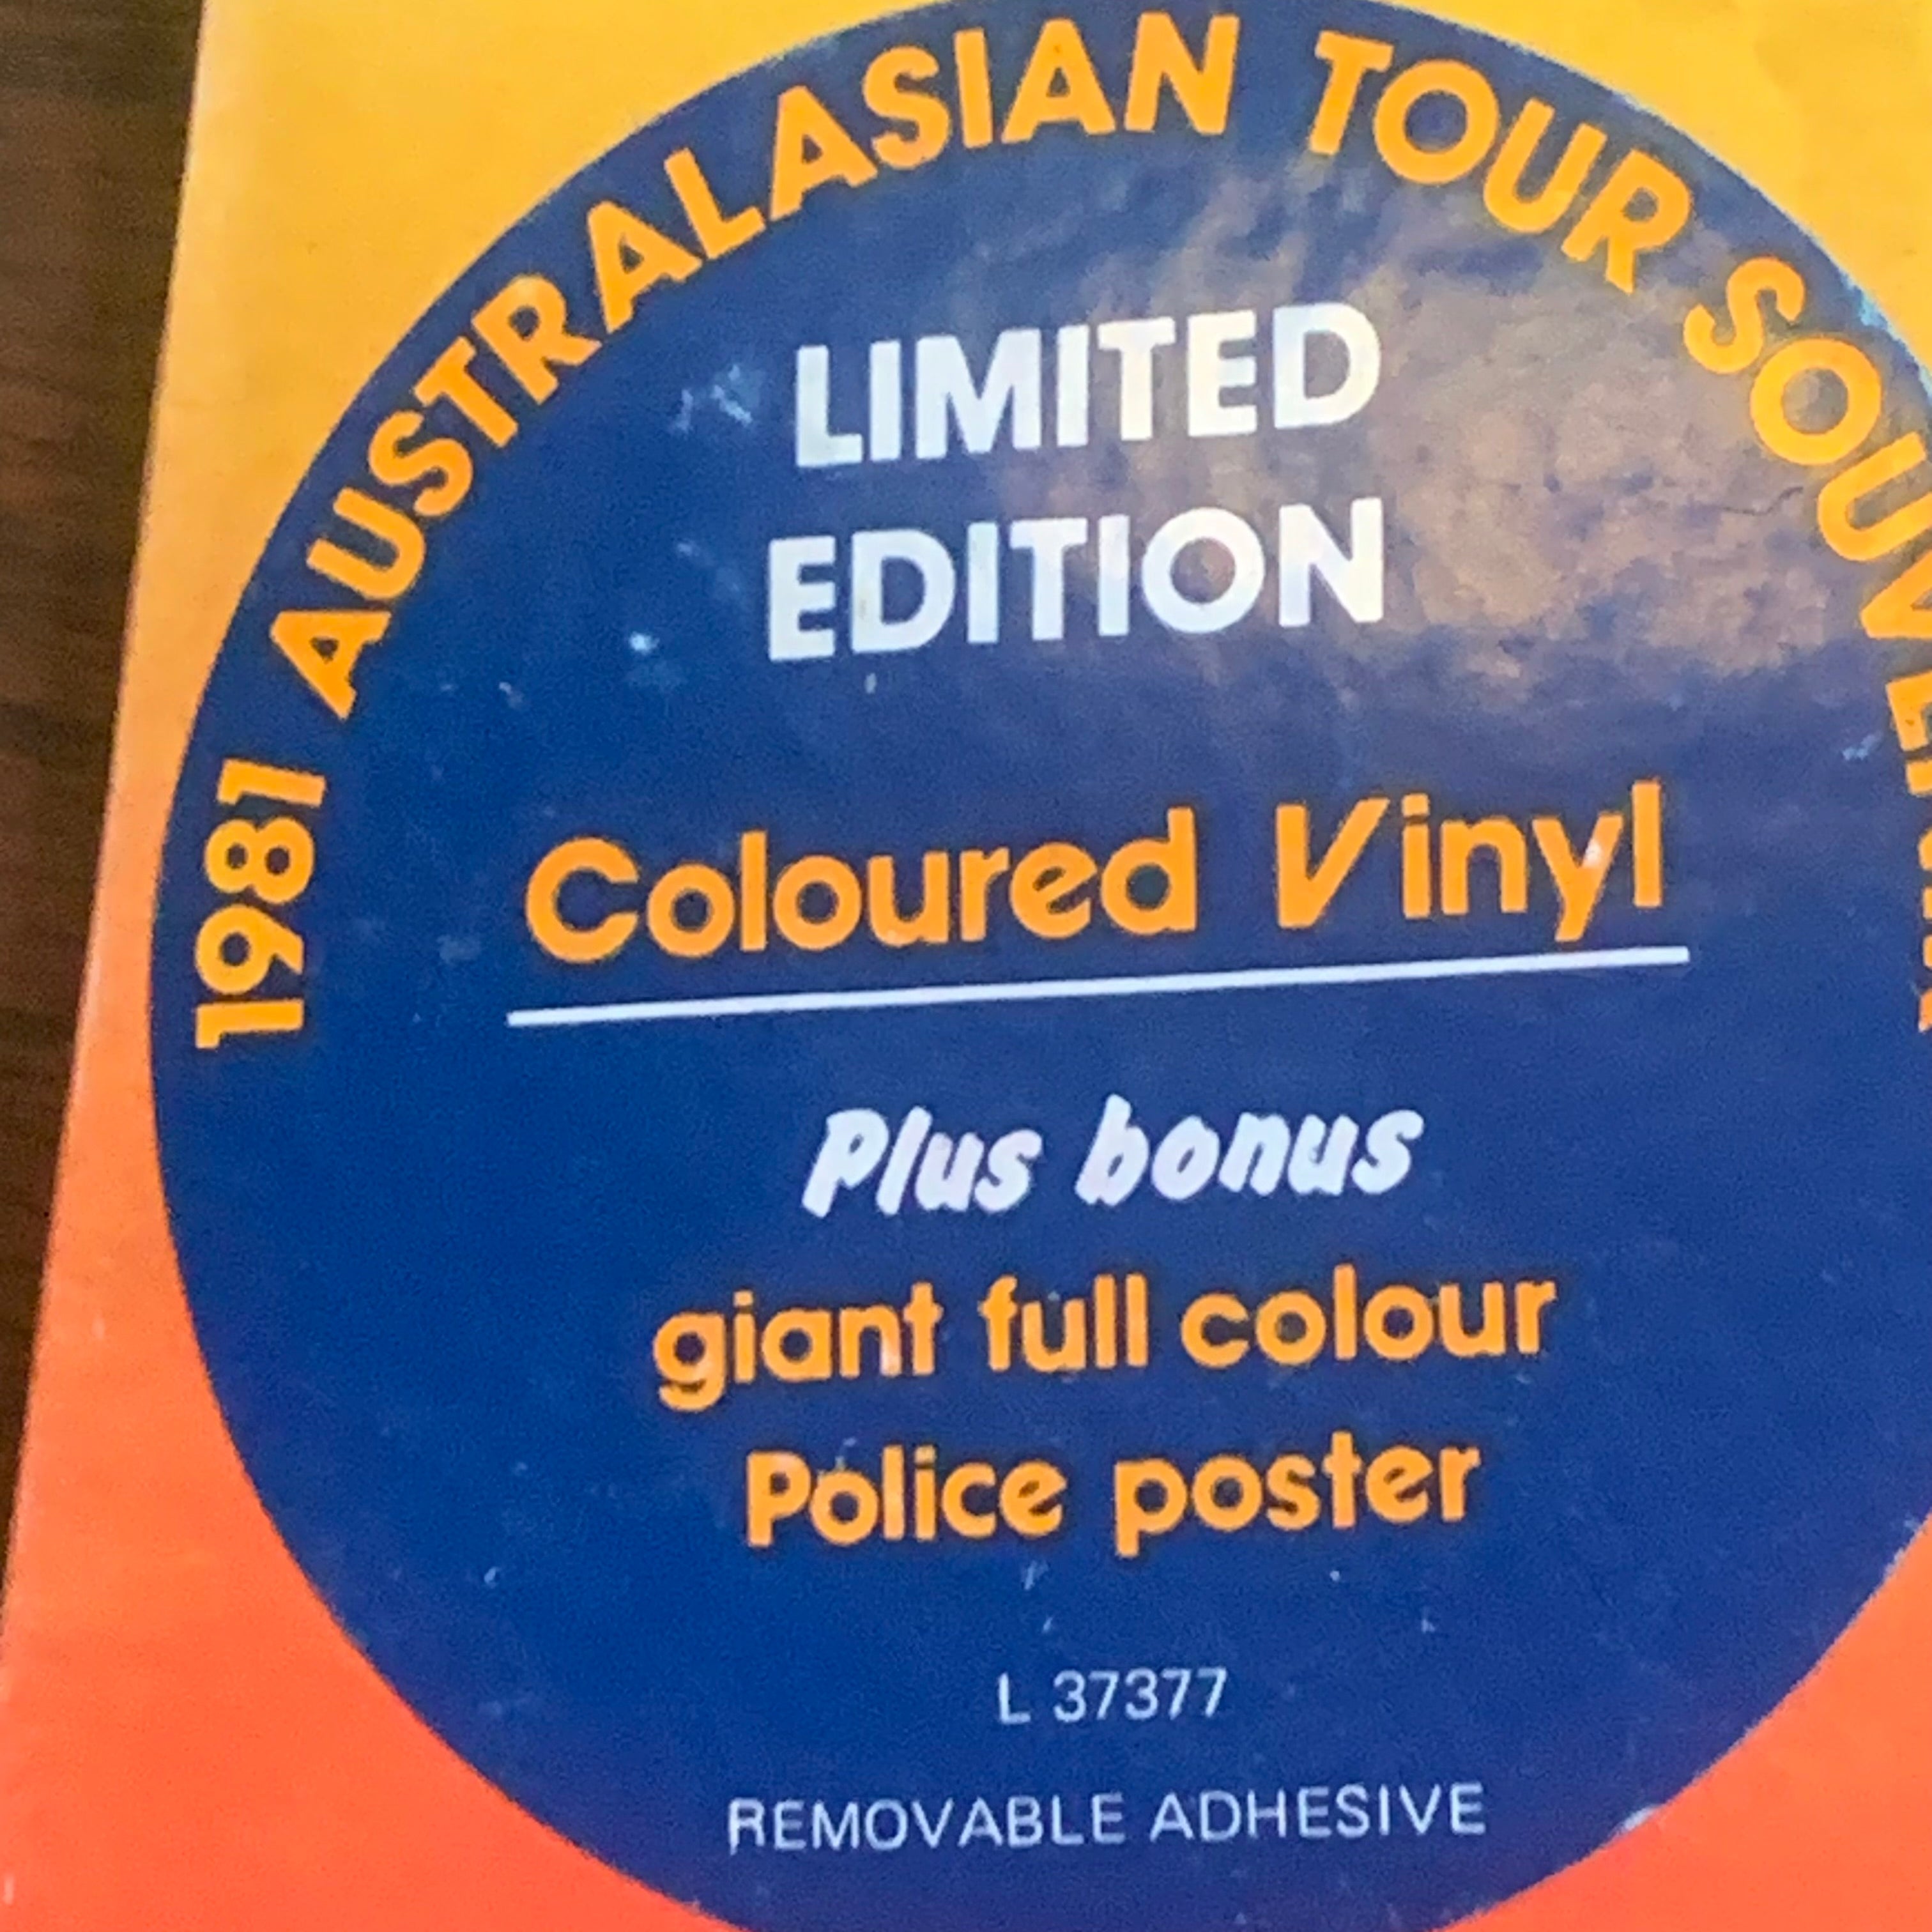 1981 AUSTRALASIAN TOUR
LIMITED
EDITION
Coloured Vinyl
Plus bonus
giant full colour
Police poster
L 37377
REMOVABLE ADHESIVE